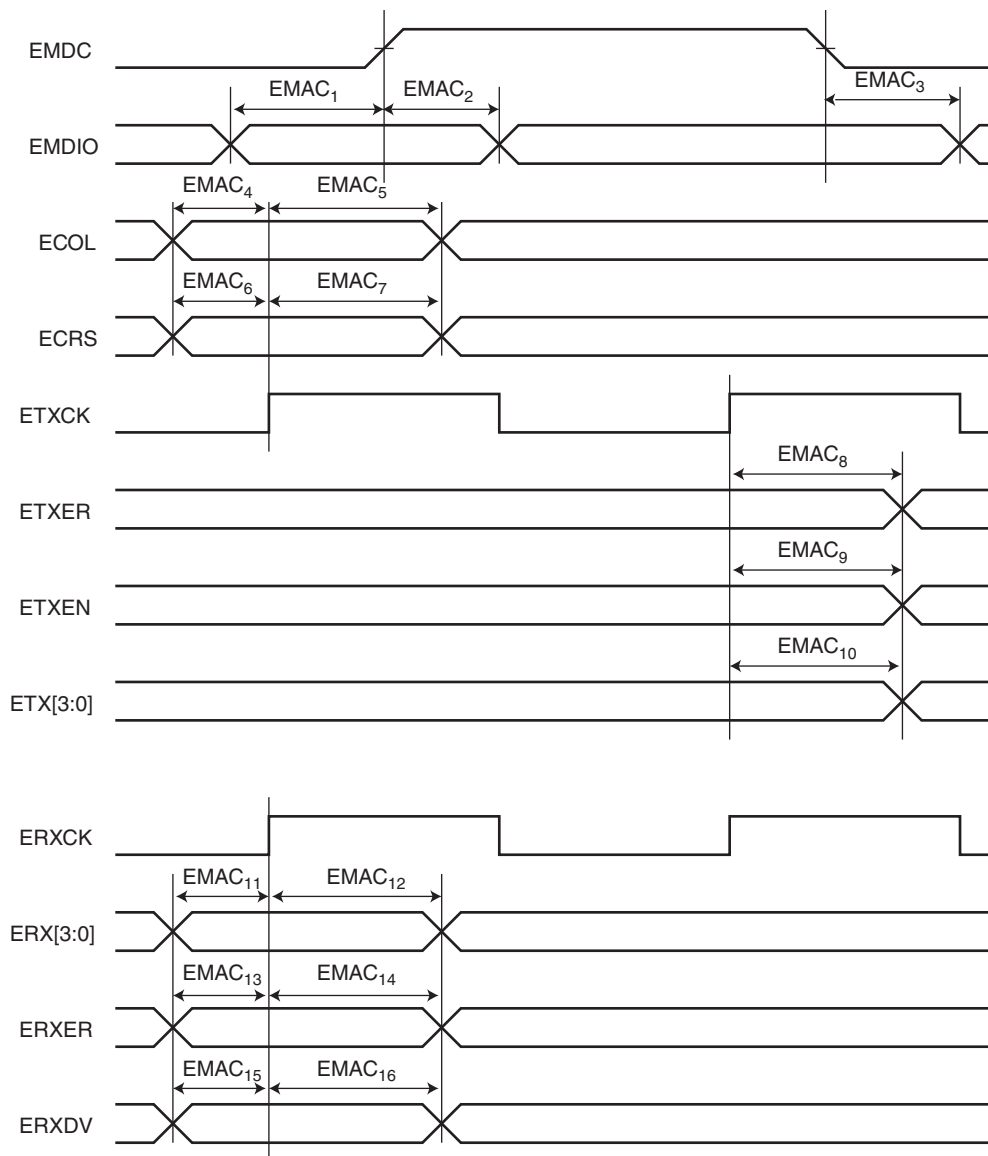 EMDC
EMAC1 EMAC2 EMAC3
EMDIO
EMAC4 EMAC5
ECOL
EMAC6 EMAC7
ECRS
ETXCK
EMAC8
ETXER
EMAC9
ETXEN
EMAC10
ETX[3:0]
ERXCK
EMAC11 EMAC12
ERX[3:0]
EMAC13 EMAC14
ERXER
EMAC15 EMAC16
ERXDV